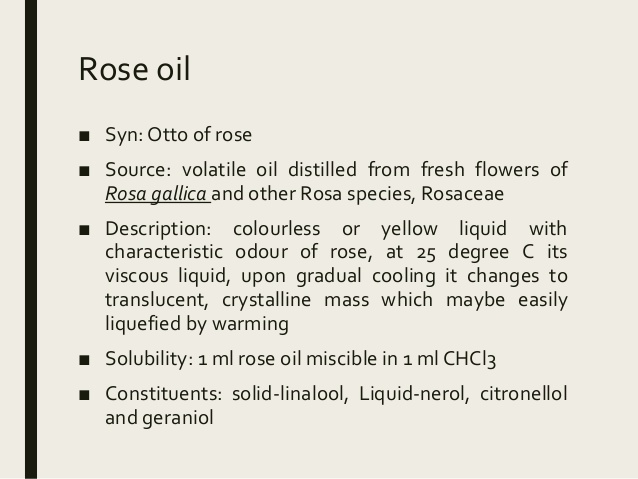 Rose oil
■ Syn: Otto of rose
■ Source: volatile oil distilled from fresh flowers of
Rosa gallica and other Rosa species, Rosaceae
■ Description: colourless or yellow liquid with
characteristic odour of rose, at 25 degree C its
viscous liquid, upon gradual cooling it changes to
translucent, crystalline mass which maybe easily
liquefied by warming
■ Solubility: 1 ml rose oil miscible in 1 ml CHCl3
■ Constituents: solid-linalool, Liquid-nerol, citronellol
and geraniol